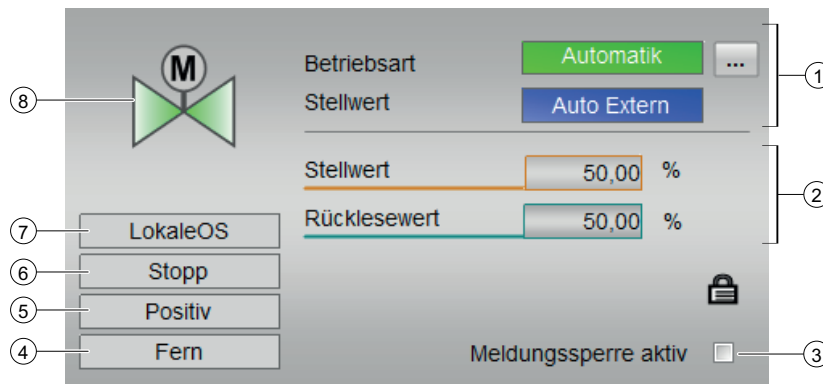 M
Betriebsart Automatik ...
Stellwert Auto Extern
1
8
Stellwert 50,00 %
Rücklesewert 50,00 %
2
7 LokaleOS
6 Stopp
5 Positiv
4 Fern
Meldungssperre aktiv 3